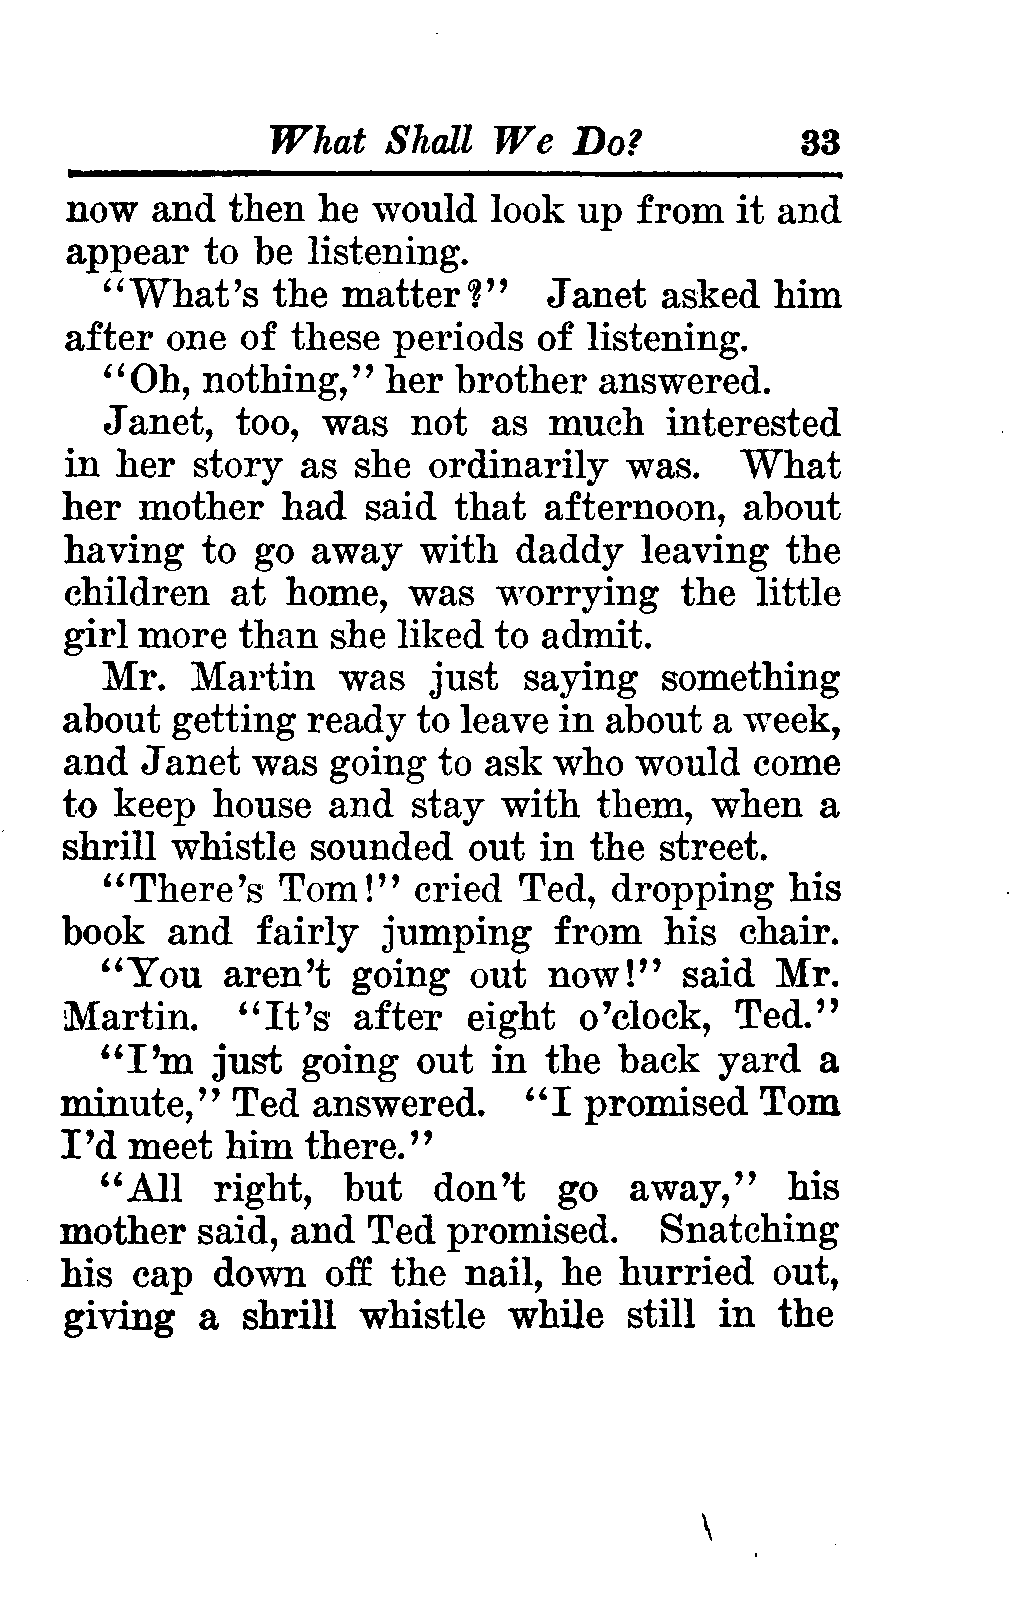 What Shall We Do? 33
now and then he would look up from it and
appear to be listening.
"What's the matter?" Janet asked him
after one of these periods of listening.
"Oh, nothing," her brother answered.
Janet, too, was not as much interested
in her story as she ordinarily was. What
her mother had said that afternoon, about
having to go away with daddy leaving the
children at home, was worrying the little
girl more than she liked to admit.
Mr. Martin was just saying something
about getting ready to leave in about a week,
and Janet was going to ask who would come
to keep house and stay with them, when a
shrill whistle sounded out in the street.
"There's Tom!" cried Ted, dropping his
book and fairly jumping from his chair.
"You aren't going out now!" said Mr.
Martin. "It's after eight o'clock, Ted."
"I'm just going out in the back yard a
minute," Ted answered. "I promised Tom
I'd meet him there."
"All right, but don't go away," his
mother said, and Ted promised. Snatching
his cap down off the nail, he hurried out,
giving a shrill whistle while still in the